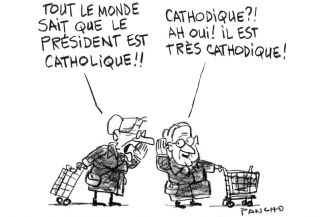 TOUT LE MONDE
SAIT QUE LE
PRÉSIDENT EST
CATHOLIQUE!!
CATHODIQUE?!
AH OUI! IL EST
TRÈS CATHODIQUE!
PANCHO